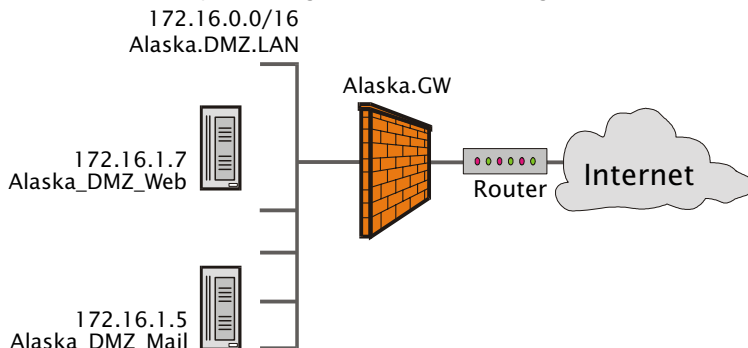 172.16.0.0/16
Alaska.DMZ.LAN
Alaska.GW
172.16.1.7
Alaska_DMZ_Web
Router
Internet
172.16.1.5
Alaska_DMZ_Mail